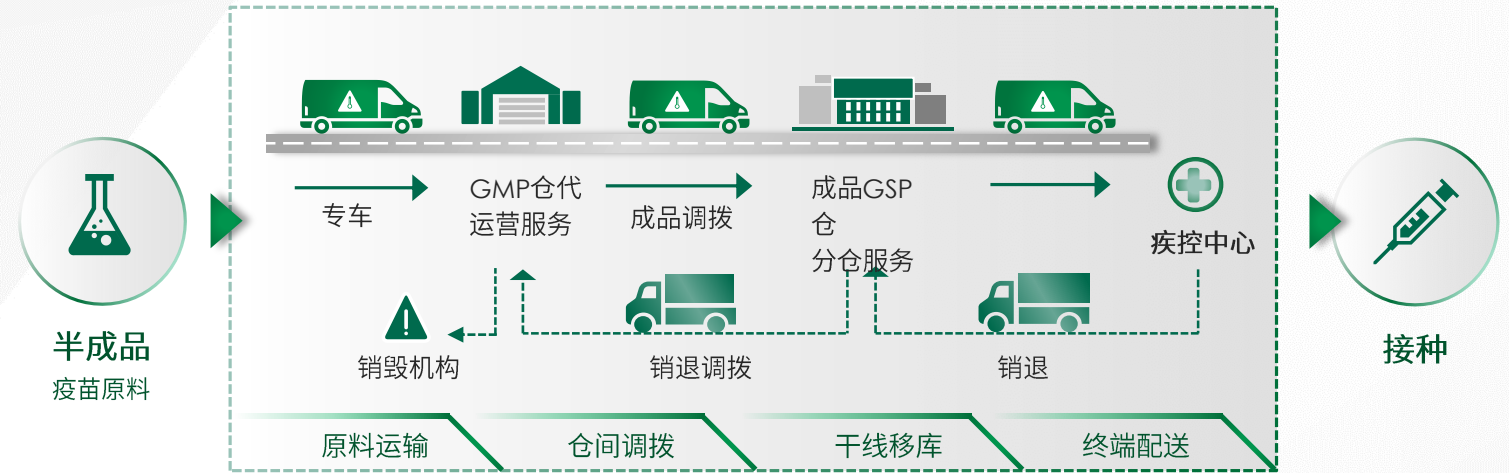 半成品
疫苗原料
专车
GMP仓代
运营服务
成品调拨
成品GSP
仓
分仓服务
疾控中心
销毁机构
销退调拨
销退
原料运输
仓间调拨
干线移库
终端配送
接种